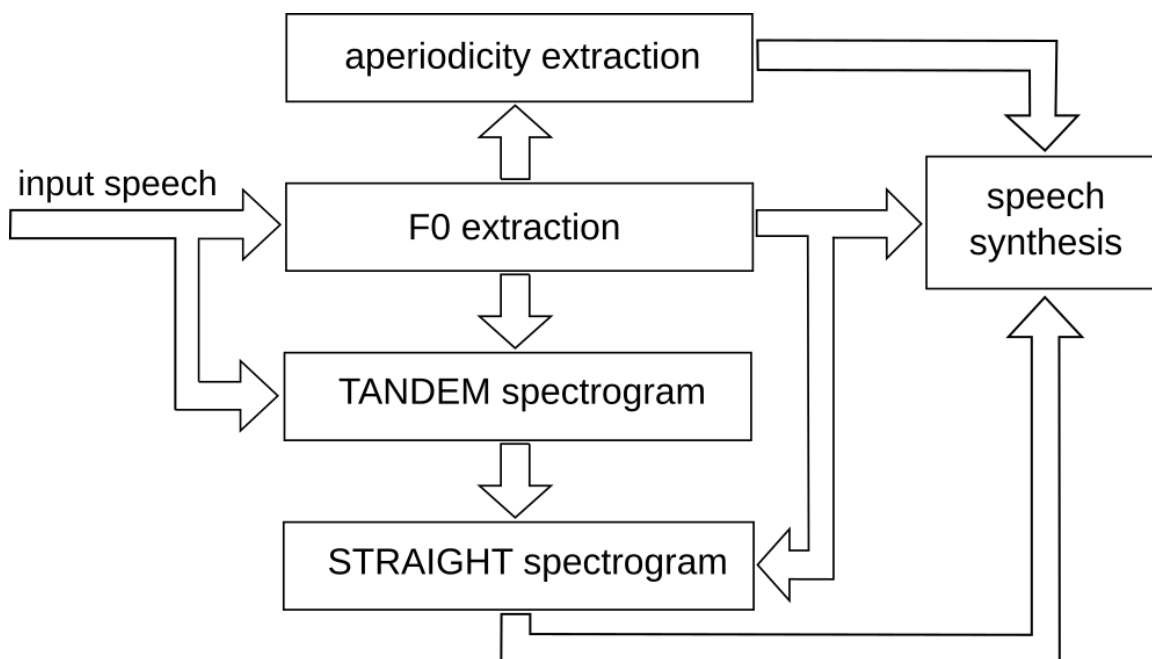 aperiodicity extraction
input speech
F0 extraction
speech
synthesis
TANDEM spectrogram
STRAIGHT spectrogram